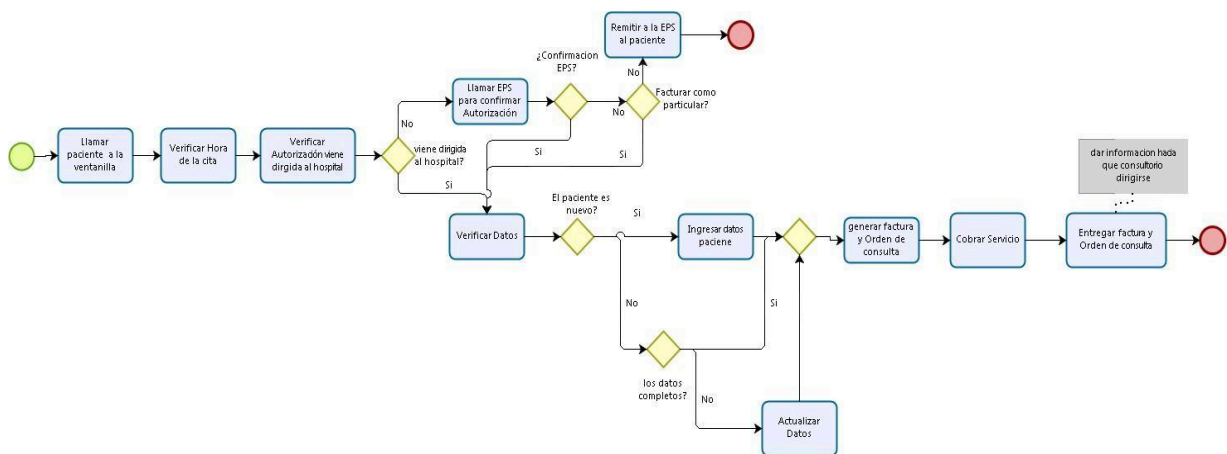 Remitir a la EPS
al paciente
¿Confirmacion
EPS?
No
Llamar EPS
para confirmar
Autorización
No
Facturar como
particular?
No
Llamar
paciente a la
ventanilla
Verificar Hora
de la cita
Verificar
Autorización viene
dirgida al hospital
viene dirigida
al hospital?
Si
Si
Si
dar informacion hacia
que consultorio
dirigirse
El paciente es
nuevo?
Si
Verificar Datos
Ingresar datos
paciene
generar factura
y Orden de
consulta
Cobrar Servicio
Entregar factura y
Orden de consulta
No
Si
los datos
completos?
No
Actualizar
Datos